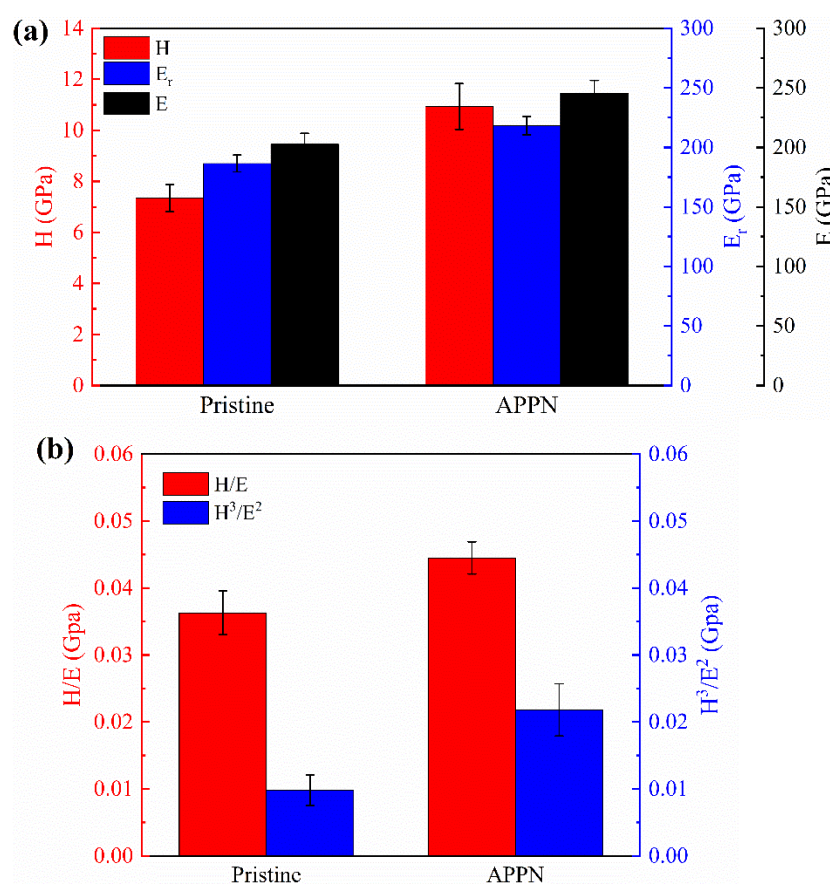 (a)
H
E_r
E
14
12
10
8
6
4
2
0
H (GPa)
300
250
200
150
100
50
0
E_r (GPa)
300
250
200
150
100
50
0
E (GPa)
Pristine APPN
(b)
H/E
H³/E²
0.06
0.05
0.04
0.03
0.02
0.01
0.00
H/E (Gpa)
0.06
0.05
0.04
0.03
0.02
0.01
0.00
H³/E² (Gpa)
Pristine APPN